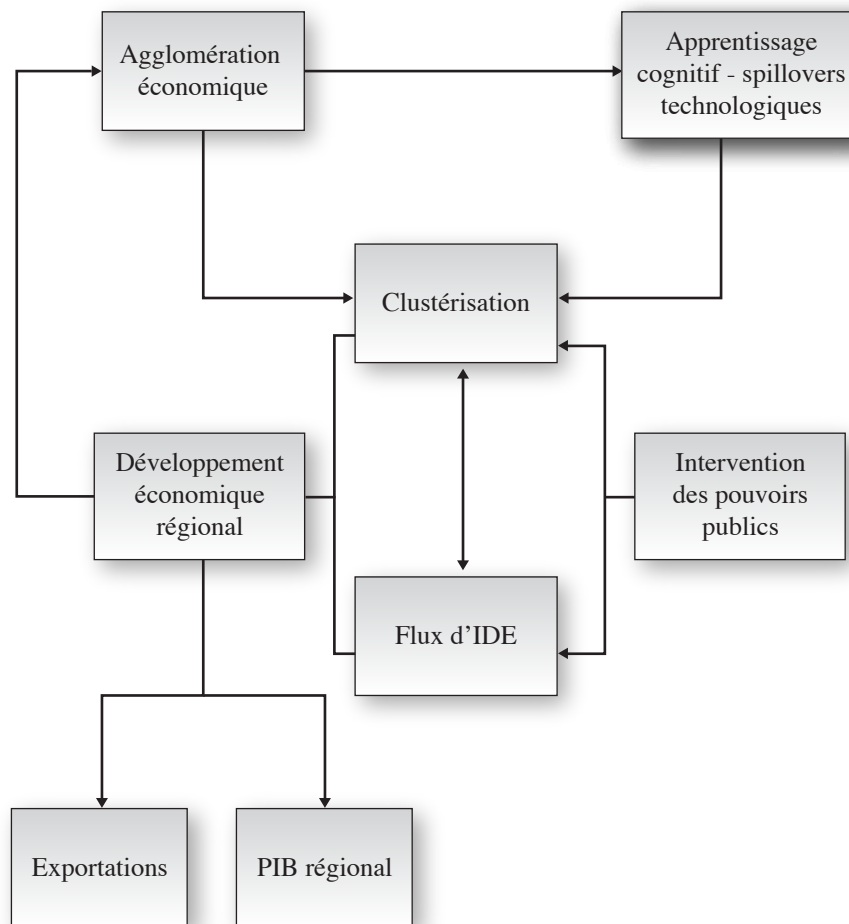 Agglomération
économique
Apprentissage
cognitif - spillovers
technologiques
Clustérisation
Développement
économique
régional
Intervention
des pouvoirs
publics
Flux d’IDE
Exportations
PIB régional